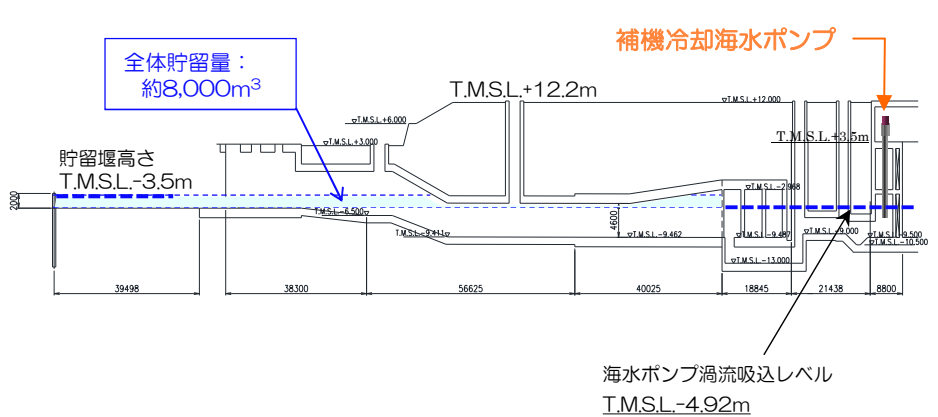 補機冷却海水ポンプ
全体貯留量：
約8,000m³
T.M.S.L.+12.2m
▽T.M.S.L.+12.000
▽T.M.S.L.+6.000
▽T.M.S.L.+3.000
T.M.S.L.+3.5m
貯留堰高さ
T.M.S.L.-3.5m
2000
▽T.M.S.L.-2.968
T.M.S.L.-6.500▽
4600
T.M.S.L.-9.411▽
▽T.M.S.L.-9.462
▽T.M.S.L.-9.487
▽T.M.S.L.-9.000
▽T.M.S.L.-9.500
▽T.M.S.L.-10.500
▽T.M.S.L.-13.000
39498
38300
56625
40025
18845
21438
8800
海水ポンプ渦流吸込レベル
T.M.S.L.-4.92m